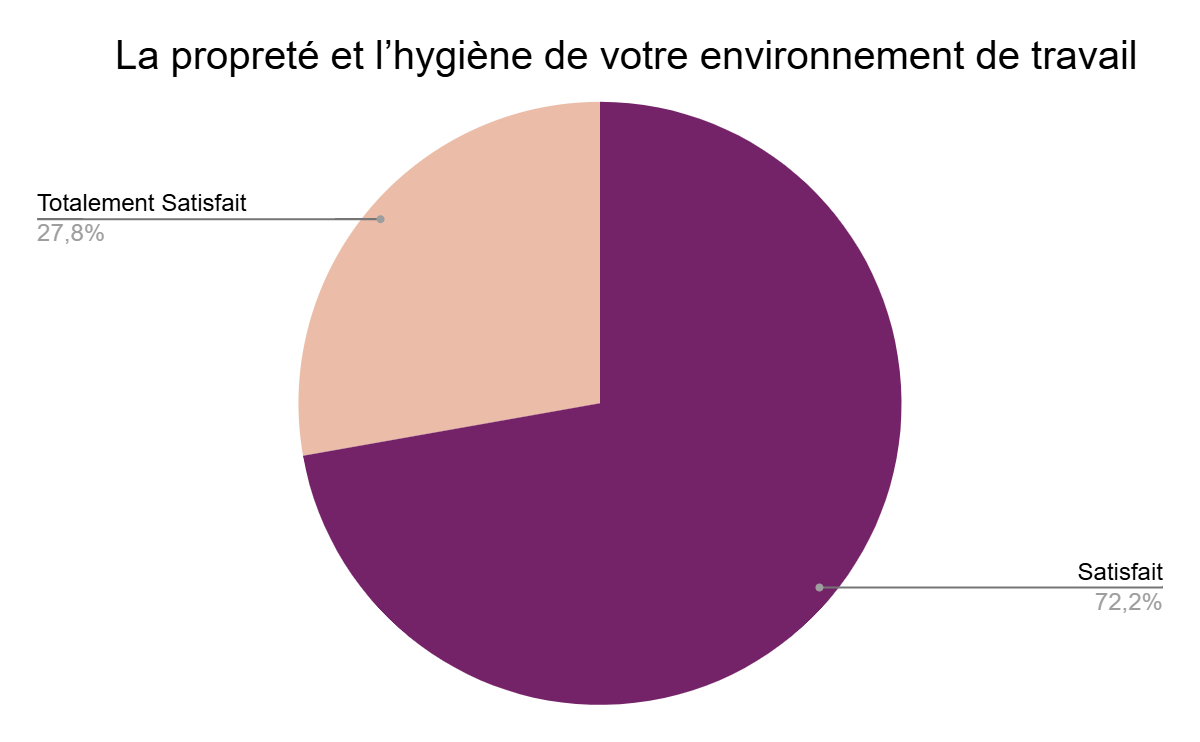 La propreté et l’hygiène de votre environnement de travail
Totalement Satisfait
27,8%
Satisfait
72,2%